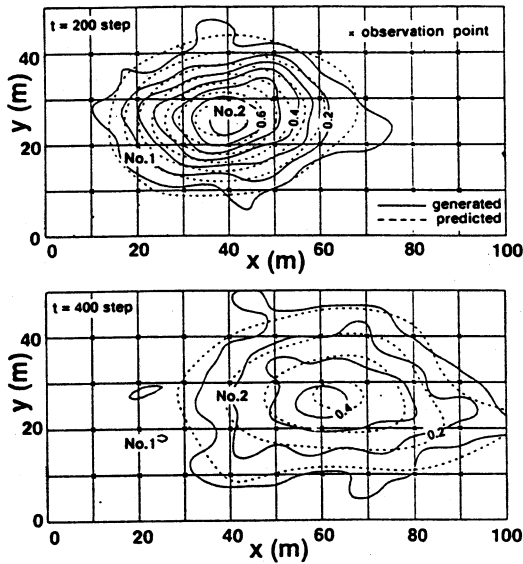 t = 200 step
× observation point
40
y (m)
No.2
0.6
0.4
0.2
No.1
20
generated
predicted
0
0
20
40
60
80
100
x (m)
t = 400 step
40
y (m)
No.2
0.4
0.2
No.1
20
0
0
20
40
60
80
100
x (m)